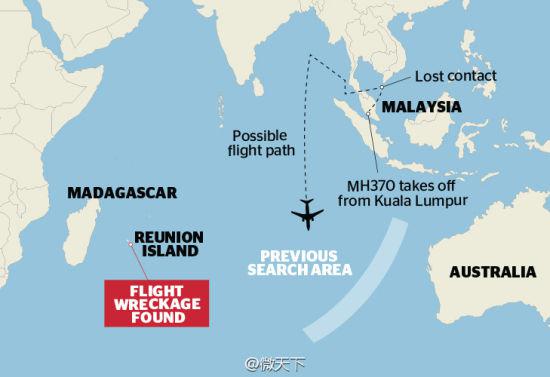 Lost contact
MALAYSIA
Possible
flight path
MH370 takes off
from Kuala Lumpur
MADAGASCAR
REUNION
ISLAND
PREVIOUS
SEARCH AREA
AUSTRALIA
FLIGHT
WRECKAGE
FOUND
@微天下